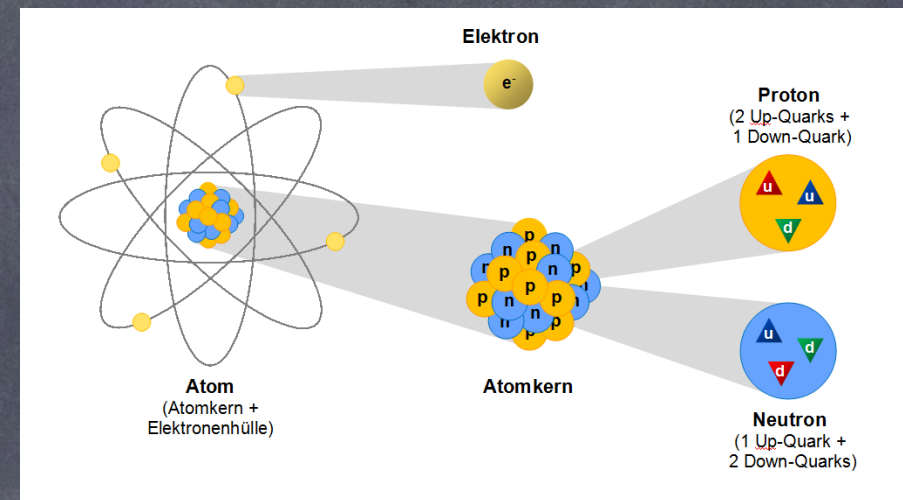 Elektron
e-
Proton
(2 Up-Quarks +
1 Down-Quark)
u
u
d
p
n
n
p
n
p
p
n
p
p
n
p
n
n
n
p
p
n
u
d
d
Atom
(Atomkern +
Elektronenhülle)
Atomkern
Neutron
(1 Up-Quark +
2 Down-Quarks)